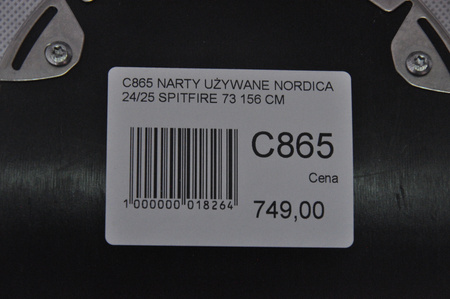 C865 NARTY UŻYWANE NORDICA
24/25 SPITFIRE 73 156 CM
C865
Cena
1 000000 018264
749,00